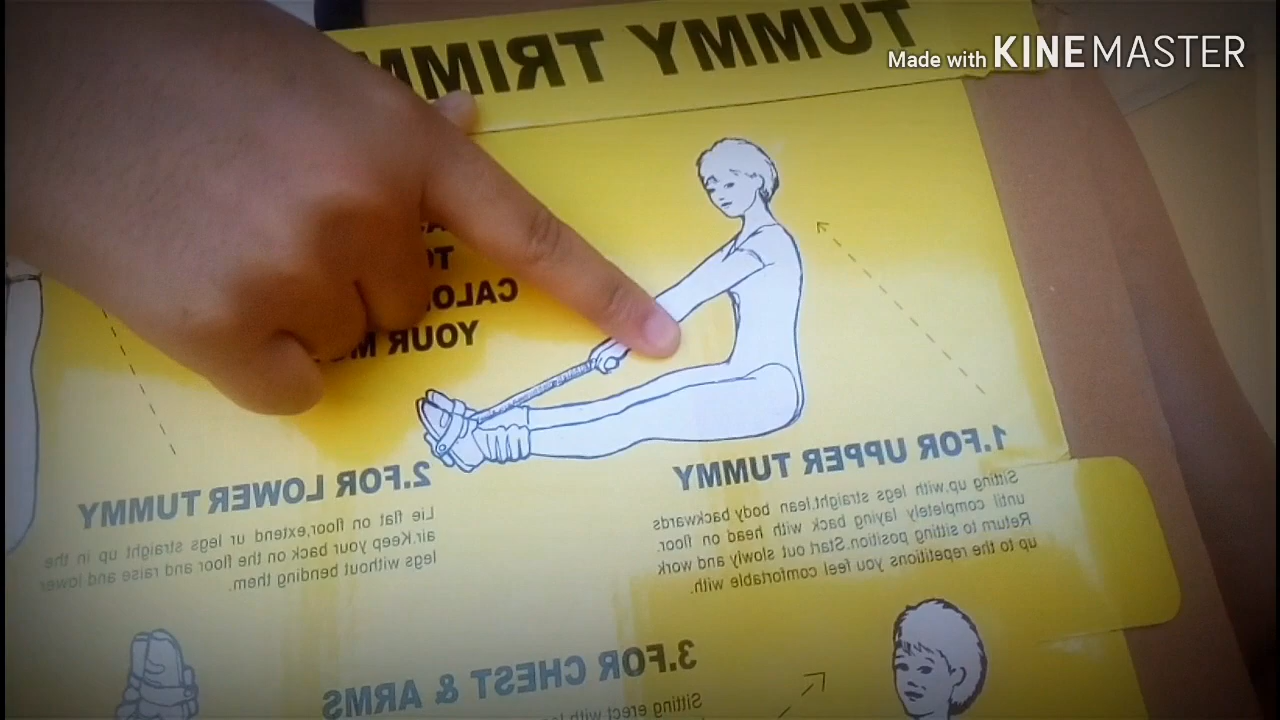 Made with KINEMASTER
TUMMY TRIMM
TO
CALO
YOUR
1.FOR UPPER TUMMY
Sitting up.with legs straight,lean body backwards
until completely laying back with head on floor.
Return to sitting position.Start out slowly and work
up to the repetitions you feel comfortable with.
2.FOR LOWER TUMMY
Lie flat on floor,extend ur legs straight up in the
air.Keep your back on the floor and raise and lower
legs without bending them.
3.FOR CHEST & ARMS
Sitting erect with